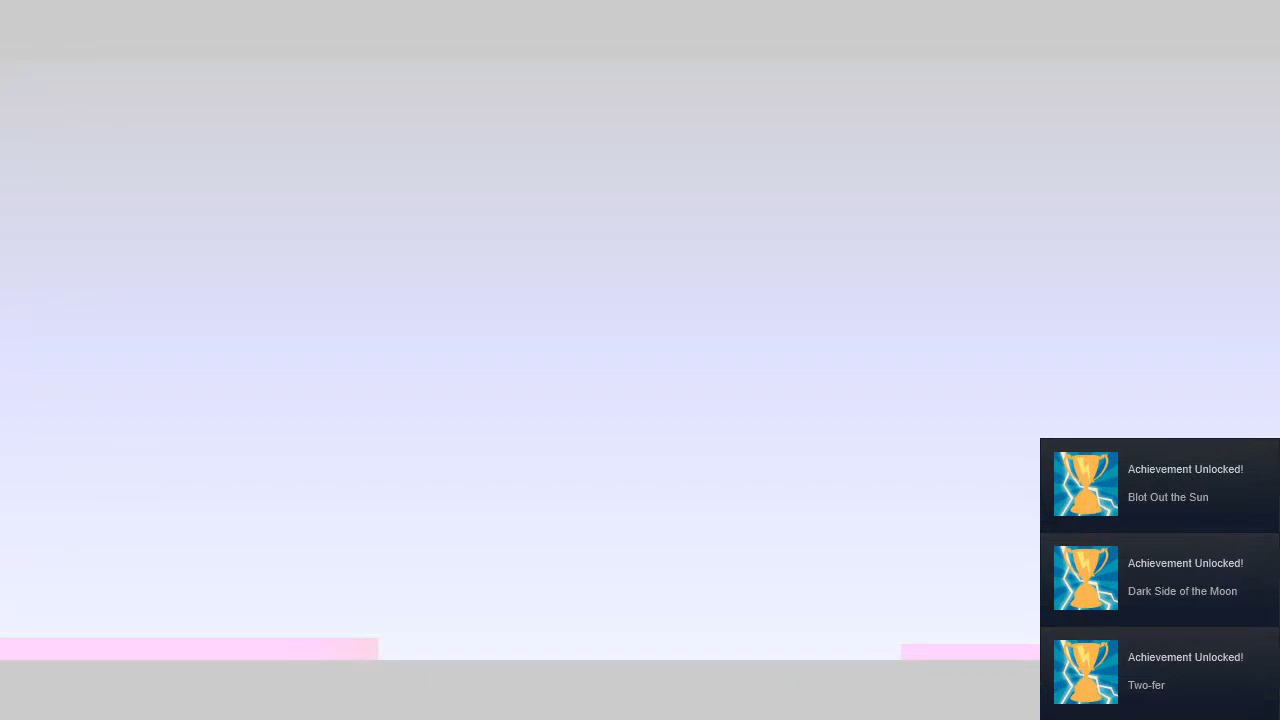 Achievement Unlocked!
Blot Out the Sun
Achievement Unlocked!
Dark Side of the Moon
Achievement Unlocked!
Two-fer